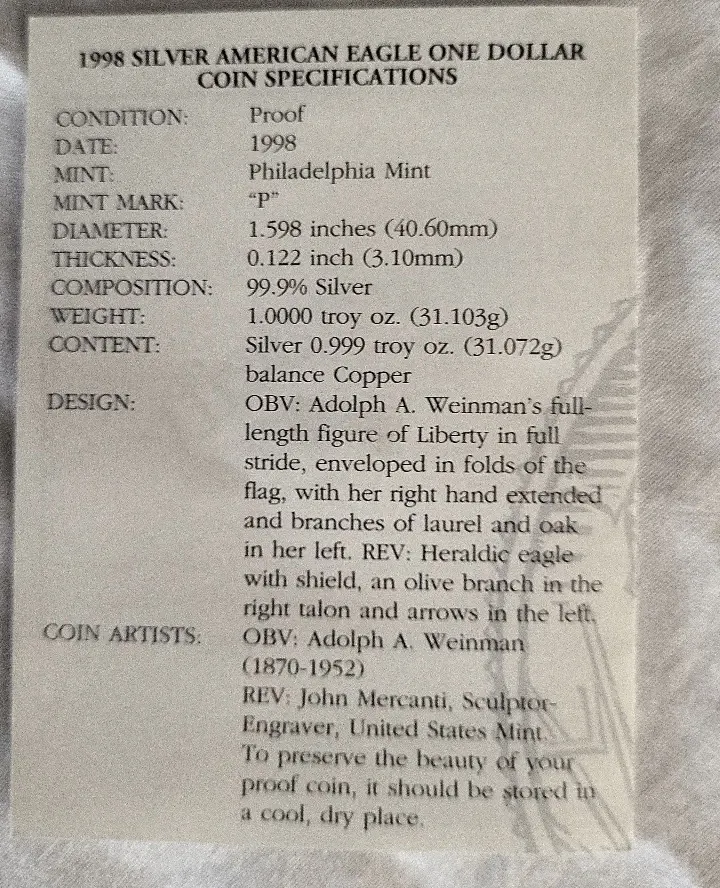 1998 SILVER AMERICAN EAGLE ONE DOLLAR
COIN SPECIFICATIONS
CONDITION: Proof
DATE: 1998
MINT: Philadelphia Mint
MINT MARK: “P”
DIAMETER: 1.598 inches (40.60mm)
THICKNESS: 0.122 inch (3.10mm)
COMPOSITION: 99.9% Silver
WEIGHT: 1.0000 troy oz. (31.103g)
CONTENT: Silver 0.999 troy oz. (31.072g)
balance Copper
DESIGN: OBV: Adolph A. Weinman’s full-
length figure of Liberty in full
stride, enveloped in folds of the
flag, with her right hand extended
and branches of laurel and oak
in her left. REV: Heraldic eagle
with shield, an olive branch in the
right talon and arrows in the left.
COIN ARTISTS: OBV: Adolph A. Weinman
(1870-1952)
REV: John Mercanti, Sculptor-
Engraver, United States Mint.
To preserve the beauty of your
proof coin, it should be stored in
a cool, dry place.